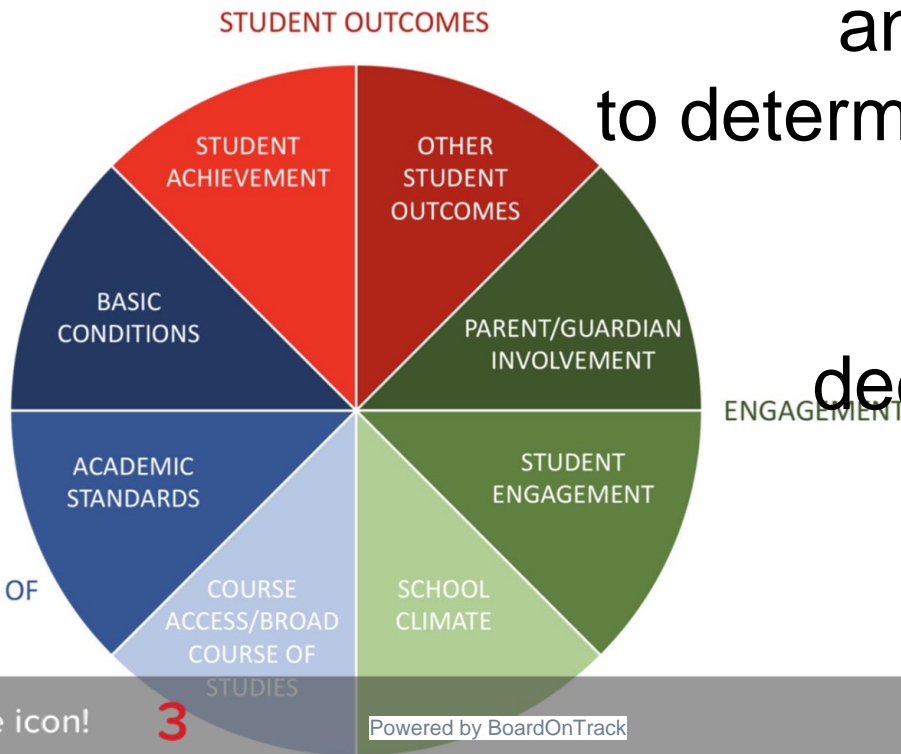 STUDENT OUTCOMES
an
to determ
STUDENT
ACHIEVEMENT
OTHER
STUDENT
OUTCOMES
BASIC
CONDITIONS
PARENT/GUARDIAN
INVOLVEMENT
ENGAGEMENT
ACADEMIC
STANDARDS
STUDENT
ENGAGEMENT
OF
COURSE
ACCESS/BROAD
COURSE OF
STUDIES
SCHOOL
CLIMATE
icon!
3
Powered by BoardOnTrack